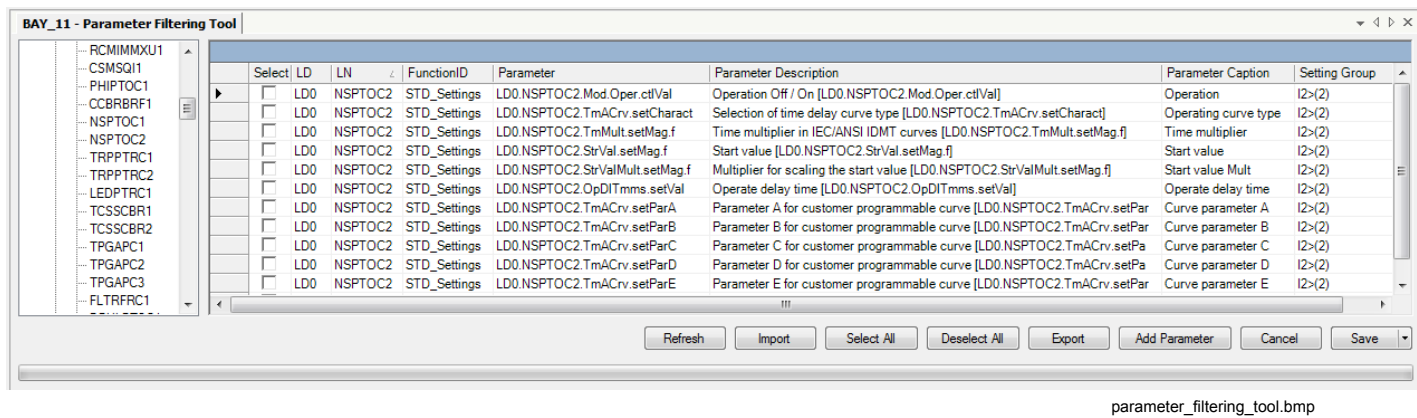 BAY_11 - Parameter Filtering Tool
RCMIMMXU1
CSMSQI1
PHIPTOC1
CCBRBRF1
NSPTOC1
NSPTOC2
TRPPTRC1
TRPPTRC2
LEDPTRC1
TCSSCBR1
TCSSCBR2
TPGAPC1
TPGAPC2
TPGAPC3
FLTRFRC1
Select LD LN FunctionID Parameter Parameter Description Parameter Caption Setting Group
LD0 NSPTOC2 STD_Settings LD0.NSPTOC2.Mod.Oper.ctlVal Operation Off / On [LD0.NSPTOC2.Mod.Oper.ctlVal] Operation I2>(2)
LD0 NSPTOC2 STD_Settings LD0.NSPTOC2.TmACrv.setCharact Selection of time delay curve type [LD0.NSPTOC2.TmACrv.setCharact] Operating curve type I2>(2)
LD0 NSPTOC2 STD_Settings LD0.NSPTOC2.TmMult.setMag.f Time multiplier in IEC/ANSI IDMT curves [LD0.NSPTOC2.TmMult.setMag.f] Time multiplier I2>(2)
LD0 NSPTOC2 STD_Settings LD0.NSPTOC2.StrVal.setMag.f Start value [LD0.NSPTOC2.StrVal.setMag.f] Start value I2>(2)
LD0 NSPTOC2 STD_Settings LD0.NSPTOC2.StrValMult.setMag.f Multiplier for scaling the start value [LD0.NSPTOC2.StrValMult.setMag.f] Start value Mult I2>(2)
LD0 NSPTOC2 STD_Settings LD0.NSPTOC2.OpDlTmms.setVal Operate delay time [LD0.NSPTOC2.OpDlTmms.setVal] Operate delay time I2>(2)
LD0 NSPTOC2 STD_Settings LD0.NSPTOC2.TmACrv.setParA Parameter A for customer programmable curve [LD0.NSPTOC2.TmACrv.setPar Curve parameter A I2>(2)
LD0 NSPTOC2 STD_Settings LD0.NSPTOC2.TmACrv.setParB Parameter B for customer programmable curve [LD0.NSPTOC2.TmACrv.setPar Curve parameter B I2>(2)
LD0 NSPTOC2 STD_Settings LD0.NSPTOC2.TmACrv.setParC Parameter C for customer programmable curve [LD0.NSPTOC2.TmACrv.setPa Curve parameter C I2>(2)
LD0 NSPTOC2 STD_Settings LD0.NSPTOC2.TmACrv.setParD Parameter D for customer programmable curve [LD0.NSPTOC2.TmACrv.setPa Curve parameter D I2>(2)
LD0 NSPTOC2 STD_Settings LD0.NSPTOC2.TmACrv.setParE Parameter E for customer programmable curve [LD0.NSPTOC2.TmACrv.setPar Curve parameter E I2>(2)
Refresh Import Select All Deselect All Export Add Parameter Cancel Save
parameter_filtering_tool.bmp